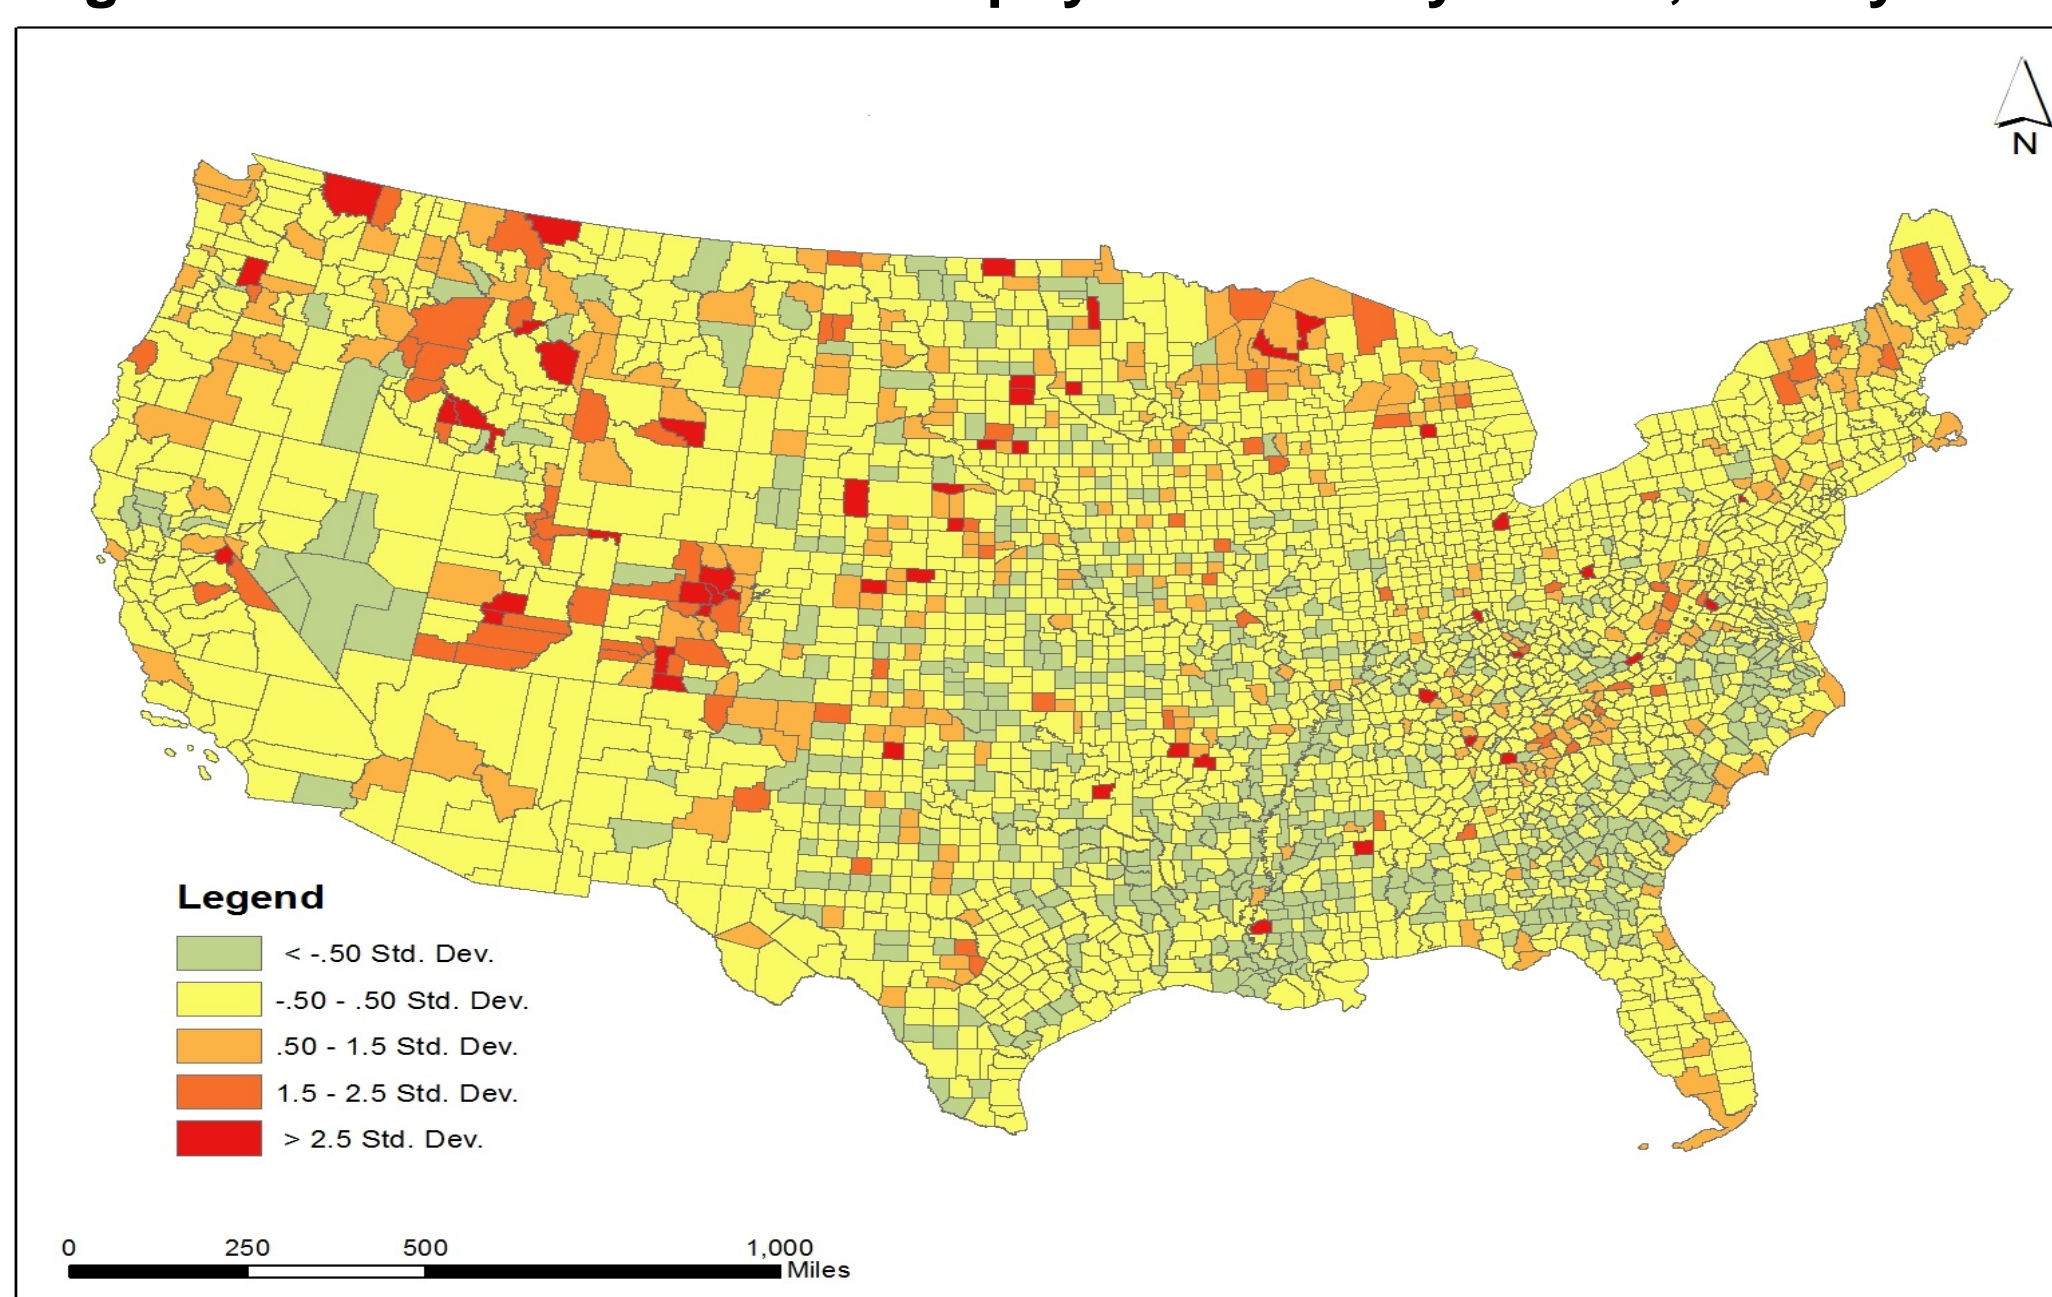 N
Legend
< -.50 Std. Dev.
-.50 - .50 Std. Dev.
.50 - 1.5 Std. Dev.
1.5 - 2.5 Std. Dev.
> 2.5 Std. Dev.
0 250 500 1,000
Miles